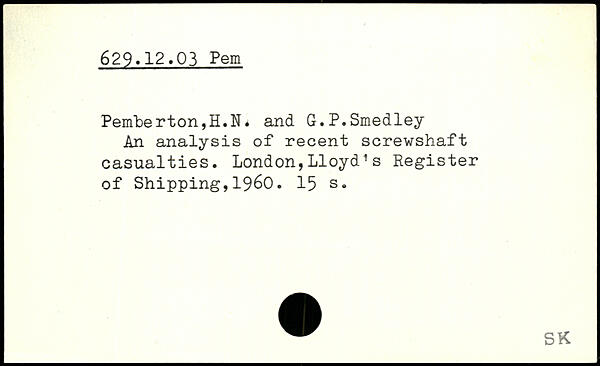 629.12.03 Pem
Pemberton,H.N. and G.P.Smedley
An analysis of recent screwshaft
casualties. London,Lloyd's Register
of Shipping,1960. 15 s.
SK